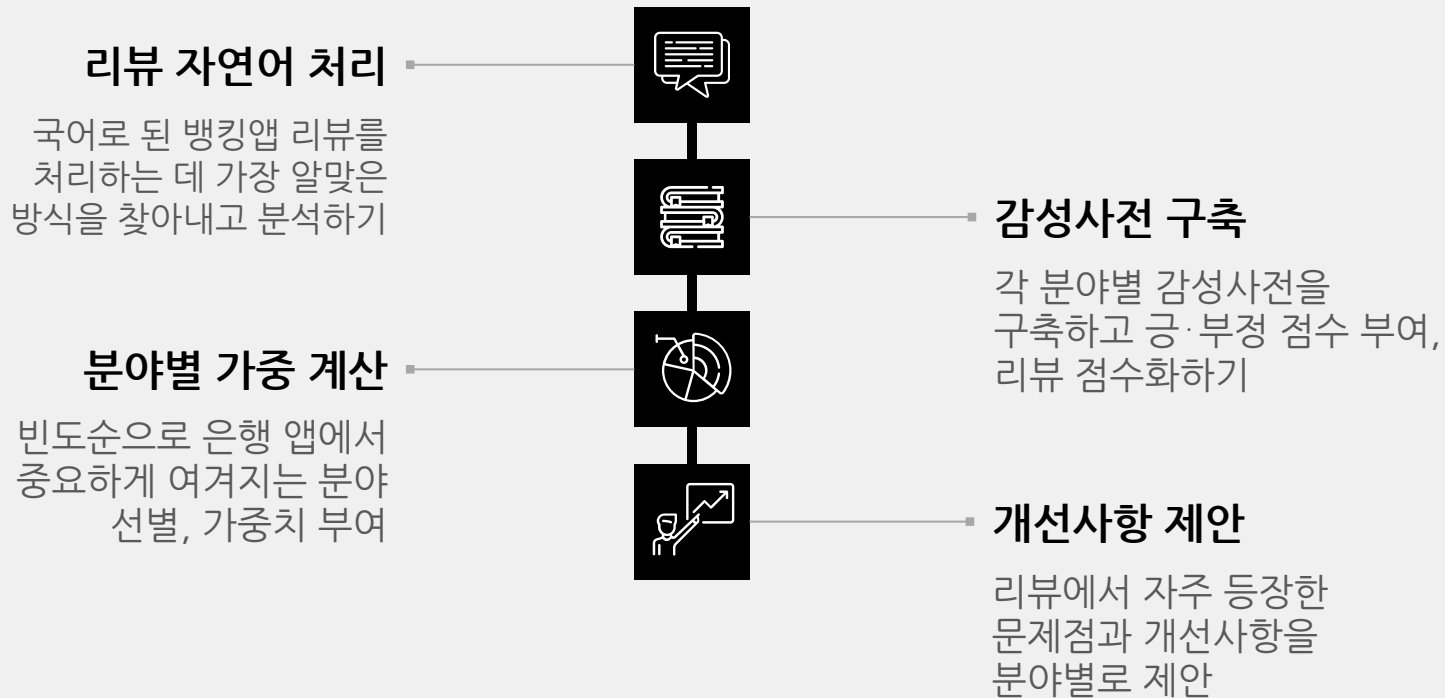 리뷰 자연어 처리
국어로 된 뱅킹앱 리뷰를
처리하는 데 가장 알맞은
방식을 찾아내고 분석하기
감성사전 구축
각 분야별 감성사전을
구축하고 긍·부정 점수 부여,
리뷰 점수화하기
분야별 가중 계산
빈도순으로 은행 앱에서
중요하게 여겨지는 분야
선별, 가중치 부여
개선사항 제안
리뷰에서 자주 등장한
문제점과 개선사항을
분야별로 제안